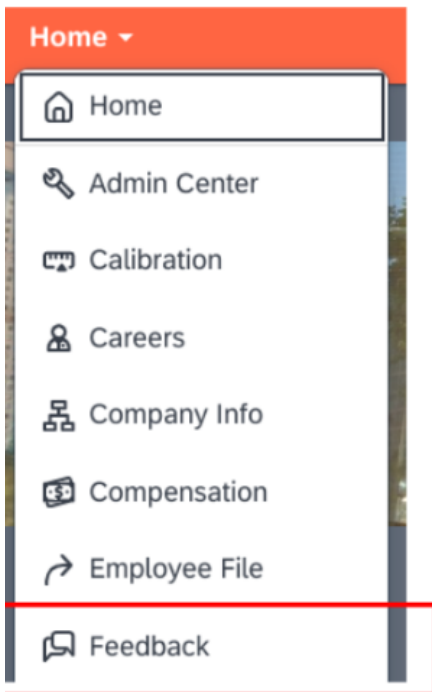 Home
Home
Admin Center
Calibration
Careers
Company Info
Compensation
Employee File
Feedback